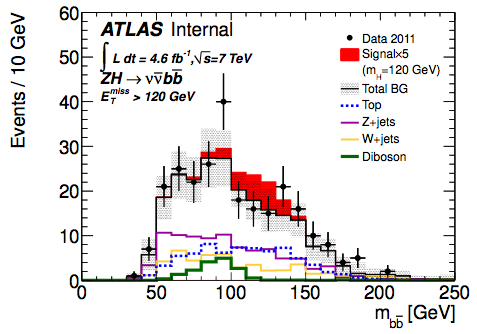 ATLAS Internal
∫ L dt = 4.6 fb⁻¹,√s=7 TeV
ZH → νν̄bb̄
E_T^miss > 120 GeV
Data 2011
Signal×5
(m_H=120 GeV)
Total BG
Top
Z+jets
W+jets
Diboson
Events / 10 GeV
60
50
40
30
20
10
0
0 50 100 150 200 250
m_bb̄ [GeV]